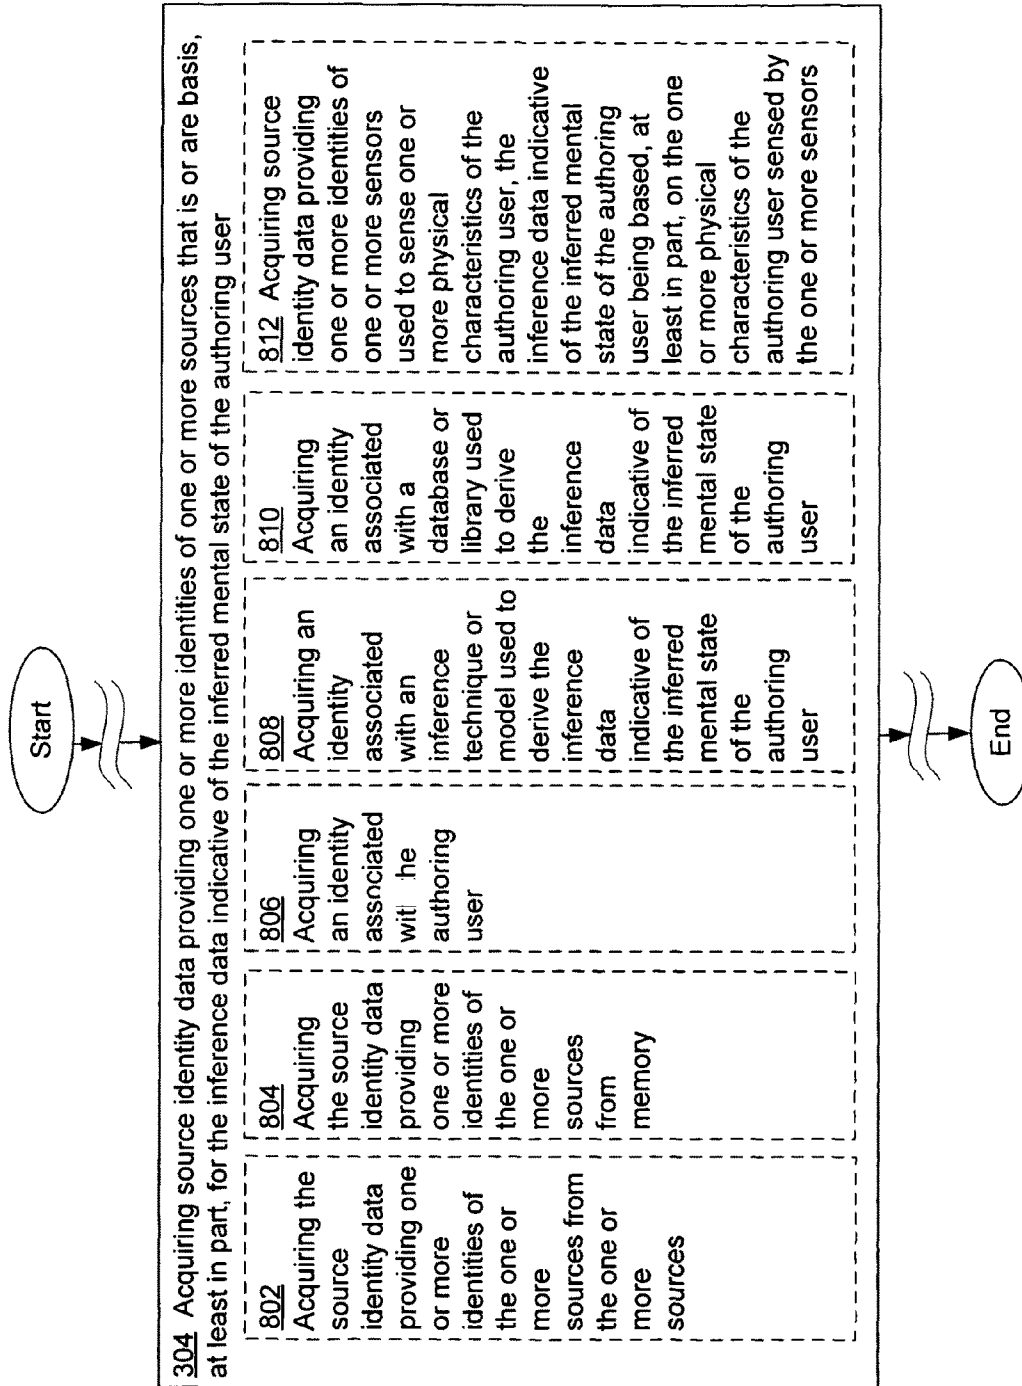 Start
304 Acquiring source identity data providing one or more identities of one or more sources that is or are basis,
at least in part, for the inference data indicative of the inferred mental state of the authoring user
802
Acquiring the
source
identity data
providing one
or more
identities of
the one or
more
sources from
the one or
more
sources
804
Acquiring
the source
identity data
providing
one or more
identities of
the one or
more
sources
from
memory
806
Acquiring
an identity
associated
authoring
user
808
Acquiring an
identity
associated
with an
inference
technique or
model used to
derive the
inference
data
indicative of
the inferred
mental state
of the
authoring
user
810
Acquiring
an identity
associated
with a
database or
library used
to derive
the
inference
data
indicative of
the inferred
mental state
of the
authoring
user
812 Acquiring source
identity data providing
one or more identities of
one or more sensors
used to sense one or
more physical
characteristics of the
authoring user, the
inference data indicative
of the inferred mental
state of the authoring
user being based, at
least in part, on the one
or more physical
characteristics of the
authoring user sensed by
the one or more sensors
End